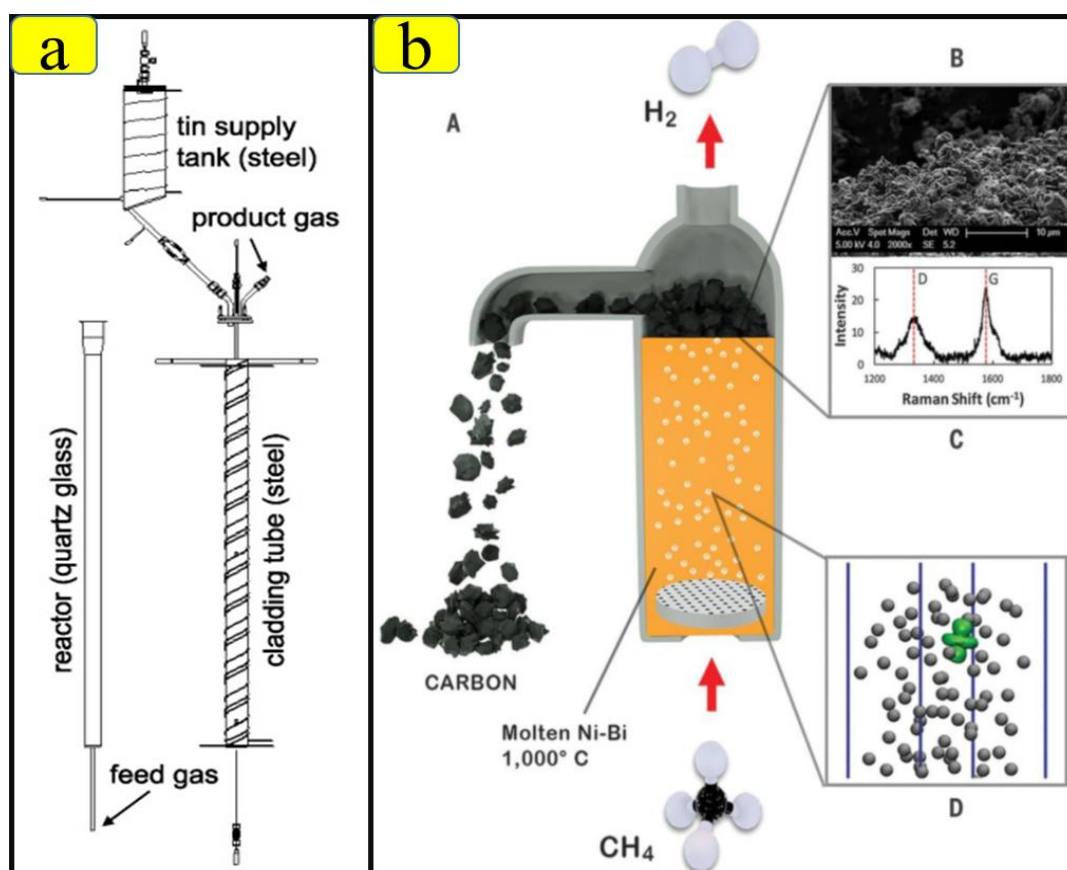 a
tin supply
tank (steel)
product gas
reactor (quartz glass)
cladding tube (steel)
feed gas
b
A
H2
B
Acc.V Spot Magn Det WD 10 μm
5.00 kV 4.0 2000x SE 5.2
30
20
10
0
Intensity
D
G
1200 1400 1600 1800
Raman Shift (cm-1)
C
CARBON
Molten Ni-Bi
1,000° C
CH4
D